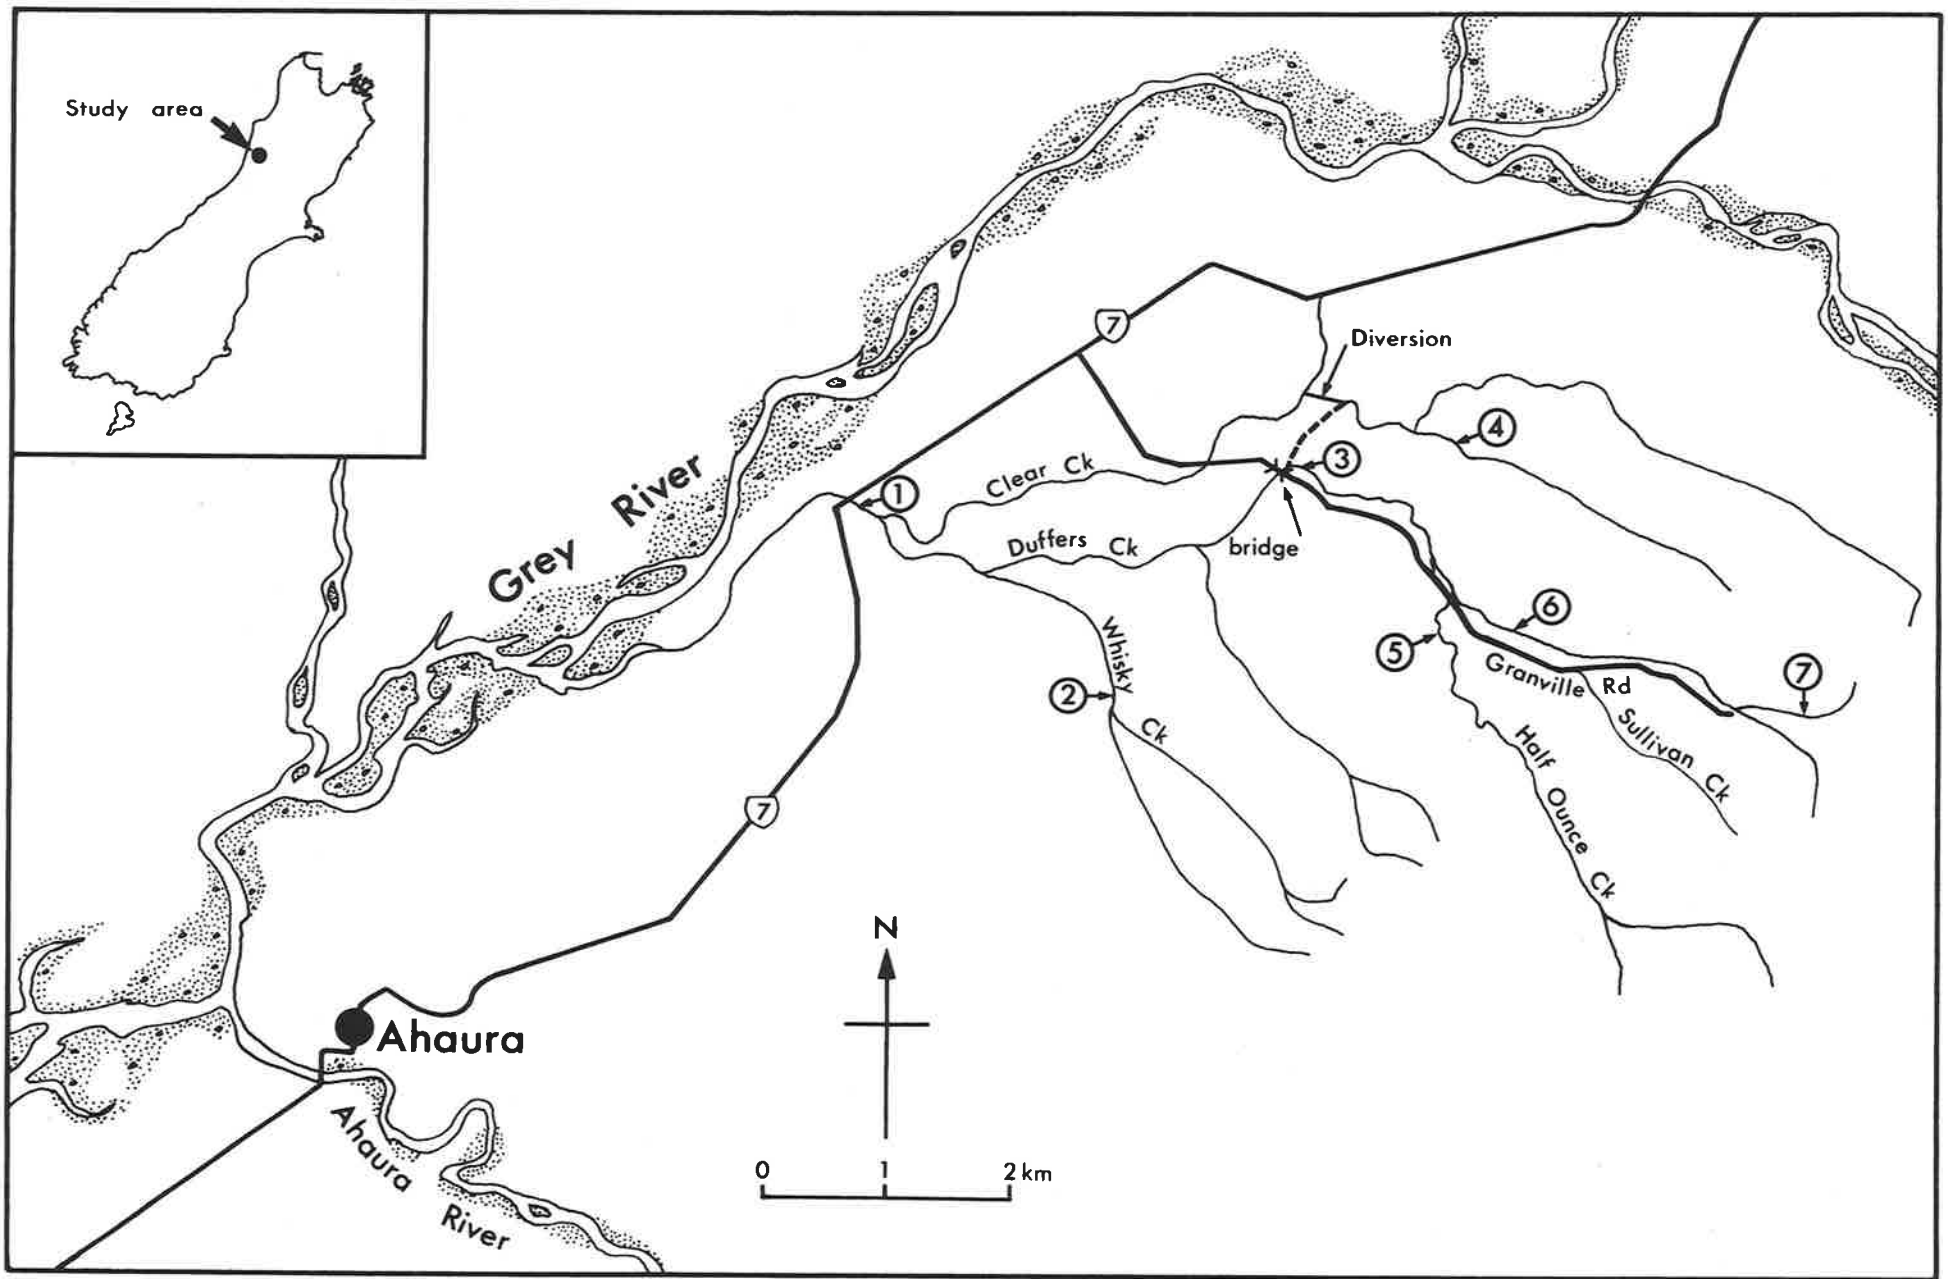 Study area
7
Diversion
4
3
Clear Ck
1
River
Grey
Duffers Ck
bridge
6
Whisky
Ck
5
Granville Rd
7
2
Sullivan Ck
Half Ounce Ck
7
N
Ahaura
Ahaura River
0 1 2 km